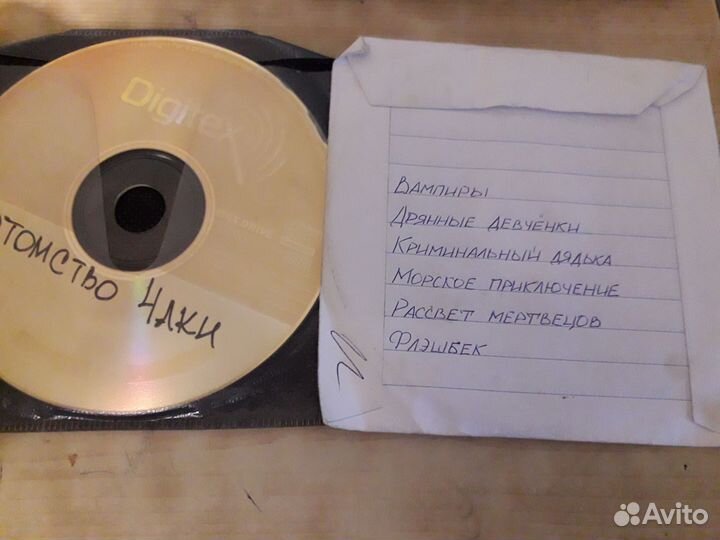 Digitex
ОТОМСТВО ЧАКИ
Вампиры
Дрянные девчёнки
Криминальный дядька
Морское приключение
Рассвет мертвецов
Флэшбек
Avito